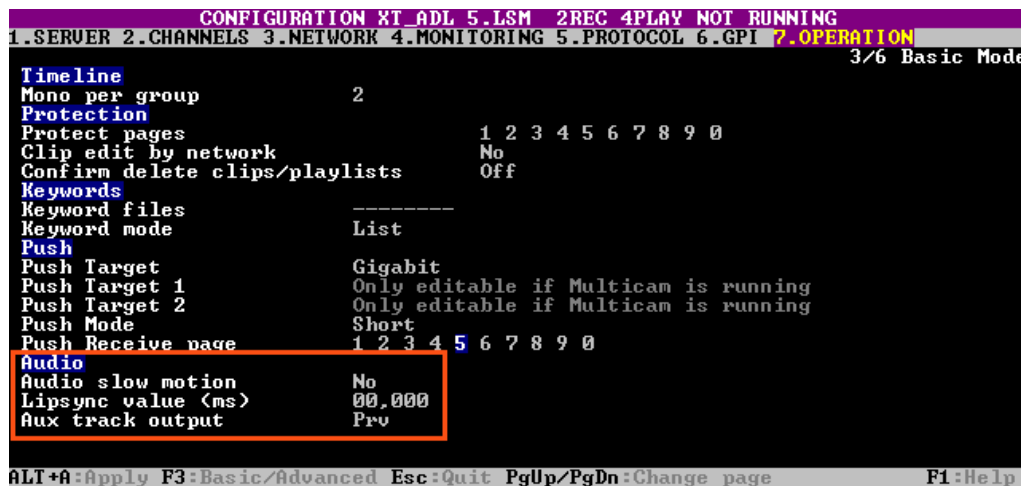 CONFIGURATION XT_ADL 5.LSM 2REC 4PLAY NOT RUNNING
1.SERVER 2.CHANNELS 3.NETWORK 4.MONITORING 5.PROTOCOL 6.GPI 7.OPERATION
3/6 Basic Mode
Timeline
Mono per group 2
Protection
Protect pages 1 2 3 4 5 6 7 8 9 0
Clip edit by network No
Confirm delete clips/playlists Off
Keywords
Keyword files --------
Keyword mode List
Push
Push Target Gigabit
Push Target 1 Only editable if Multicam is running
Push Target 2 Only editable if Multicam is running
Push Mode Short
Push Receive page 1 2 3 4 5 6 7 8 9 0
Audio
Audio slow motion No
Lipsync value (ms) 00,000
Aux track output Prv
ALT+A:Apply F3:Basic/Advanced Esc:Quit PgUp/PgDn:Change page F1:Help